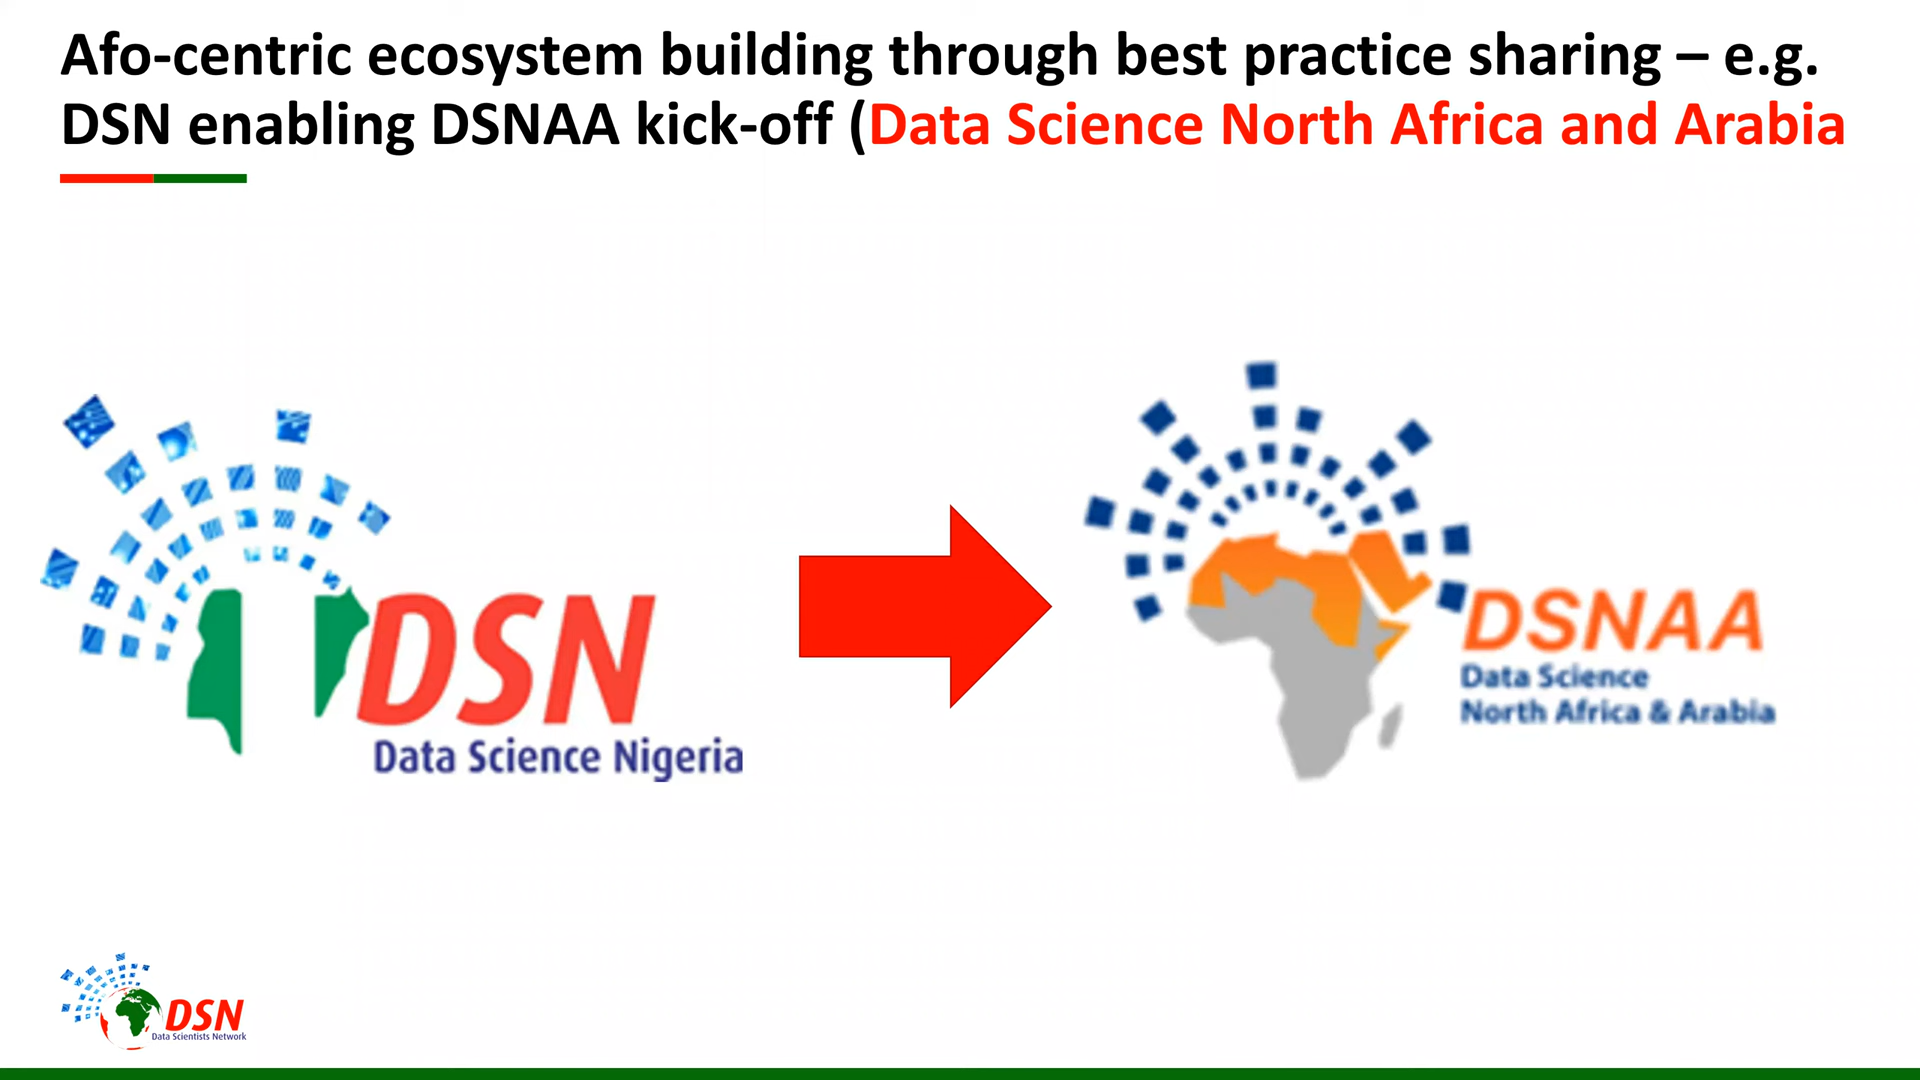 Afo-centric ecosystem building through best practice sharing – e.g.
DSN enabling DSNAA kick-off (Data Science North Africa and Arabia
DSN
Data Science Nigeria
DSNAA
Data Science
North Africa & Arabia
DSN
Data Scientists Network